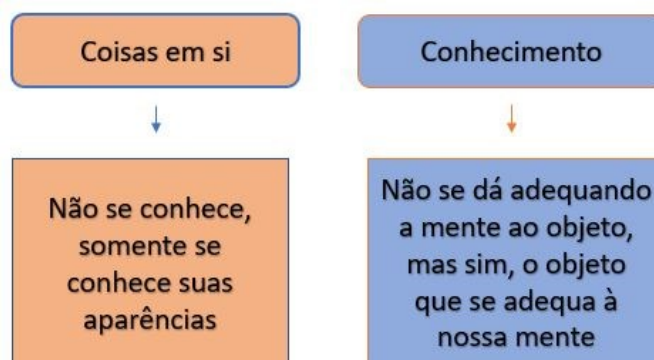 Coisas em si
Não se conhece,
somente se
conhece suas
aparências
Conhecimento
Não se dá adequando
a mente ao objeto,
mas sim, o objeto
que se adequa à
nossa mente